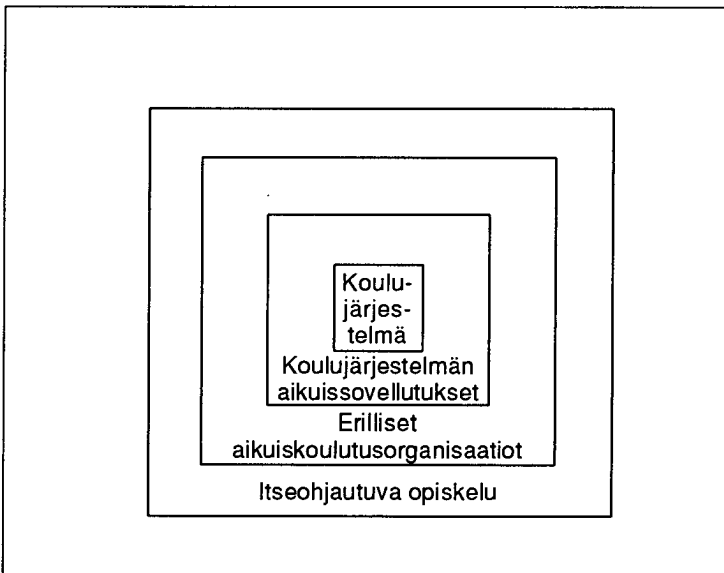 Koulu-
järjes-
telmä
Koulujärjestelmän
aikuissovellutukset
Erilliset
aikuiskoulutusorganisaatiot
Itseohjautuva opiskelu